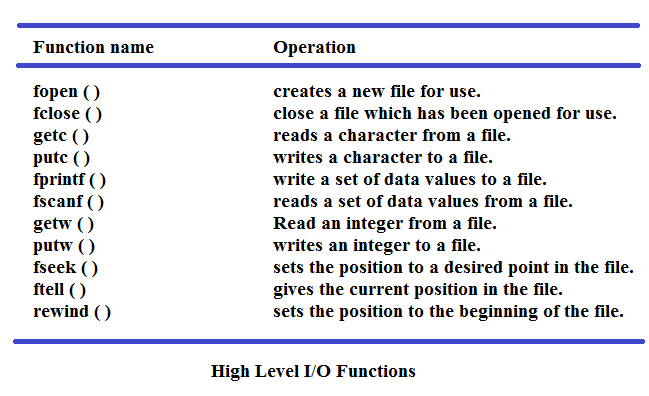 Function name Operation
fopen ( ) creates a new file for use.
fclose ( ) close a file which has been opened for use.
getc ( ) reads a character from a file.
putc ( ) writes a character to a file.
fprintf ( ) write a set of data values to a file.
fscanf ( ) reads a set of data values from a file.
getw ( ) Read an integer from a file.
putw ( ) writes an integer to a file.
fseek ( ) sets the position to a desired point in the file.
ftell ( ) gives the current position in the file.
rewind ( ) sets the position to the beginning of the file.
High Level I/O Functions